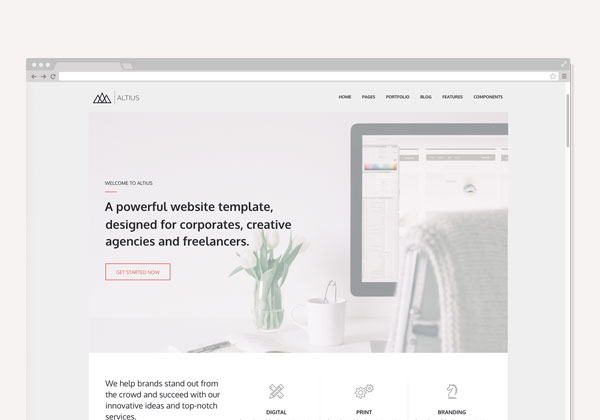 ALTIUS
HOME PAGES PORTFOLIO BLOG FEATURES COMPONENTS
WELCOME TO ALTIUS
A powerful website template,
designed for corporates, creative
agencies and freelancers.
GET STARTED NOW
We help brands stand out from
the crowd and succeed with our
innovative ideas and top-notch
services.
DIGITAL
PRINT
BRANDING